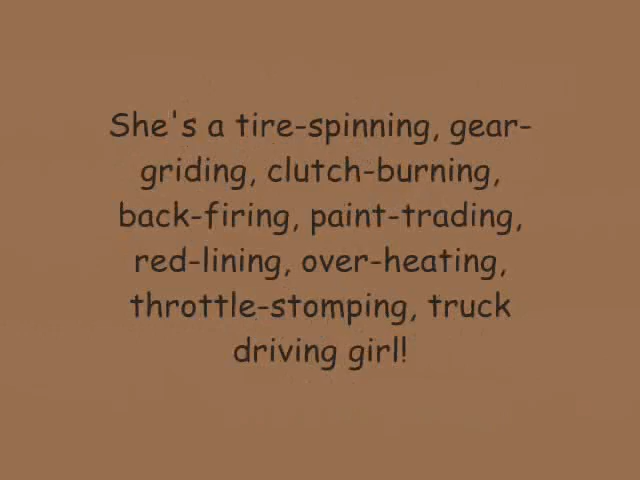 She's a tire-spinning, gear-
griding, clutch-burning,
back-firing, paint-trading,
red-lining, over-heating,
throttle-stomping, truck
driving girl!